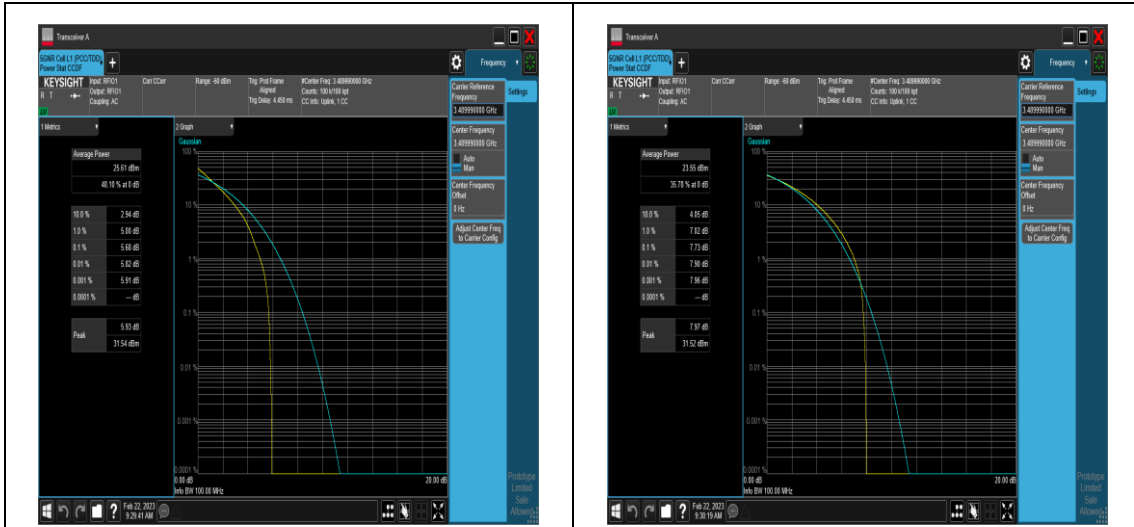 Transceiver A
5GNR Cell L1 (PCC/TDD)
Power Stat CCDF
+
Frequency
KEYSIGHT
R T
Input: RFIO1
Output: RFIO1
Coupling: AC
Corr CCorr
Range: -60 dBm
Trig: Prot Frame
Aligned
Trig Delay: 4.450 ms
#Center Freq: 3.489990000 GHz
Counts: 100 k/100 kpt
CC Info: Uplink, 1 CC
Carrier Reference
Frequency
3.489990000 GHz
Settings
Center Frequency
3.489990000 GHz
Auto
Man
Center Frequency
Offset
0 Hz
Adjust Center Freq
to Carrier Config
1 Metrics
Average Power
25.61 dBm
48.10 % at 0 dB
10.0 % 2.94 dB
1.0 % 5.00 dB
0.1 % 5.60 dB
0.01 % 5.82 dB
0.001 % 5.91 dB
0.0001 % --- dB
Peak
5.93 dB
31.54 dBm
2 Graph
Gaussian
100 %
10 %
1 %
0.1 %
0.01 %
0.001 %
0.0001 %
0.00 dB
20.00 dB
Info BW 100.00 MHz
Prototype
Limited
Sale
Allowed
Feb 22, 2023
9:29:41 AM
Transceiver A
5GNR Cell L1 (PCC/TDD)
Power Stat CCDF
+
Frequency
KEYSIGHT
R T
Input: RFIO1
Output: RFIO1
Coupling: AC
Corr CCorr
Range: -60 dBm
Trig: Prot Frame
Aligned
Trig Delay: 4.450 ms
#Center Freq: 3.489990000 GHz
Counts: 100 k/100 kpt
CC Info: Uplink, 1 CC
Carrier Reference
Frequency
3.489990000 GHz
Settings
Center Frequency
3.489990000 GHz
Auto
Man
Center Frequency
Offset
0 Hz
Adjust Center Freq
to Carrier Config
1 Metrics
Average Power
23.55 dBm
35.78 % at 0 dB
10.0 % 4.05 dB
1.0 % 7.02 dB
0.1 % 7.73 dB
0.01 % 7.90 dB
0.001 % 7.96 dB
0.0001 % --- dB
Peak
7.97 dB
31.52 dBm
2 Graph
Gaussian
100 %
10 %
1 %
0.1 %
0.01 %
0.001 %
0.0001 %
0.00 dB
20.00 dB
Info BW 100.00 MHz
Prototype
Limited
Sale
Allowed
Feb 22, 2023
9:30:19 AM